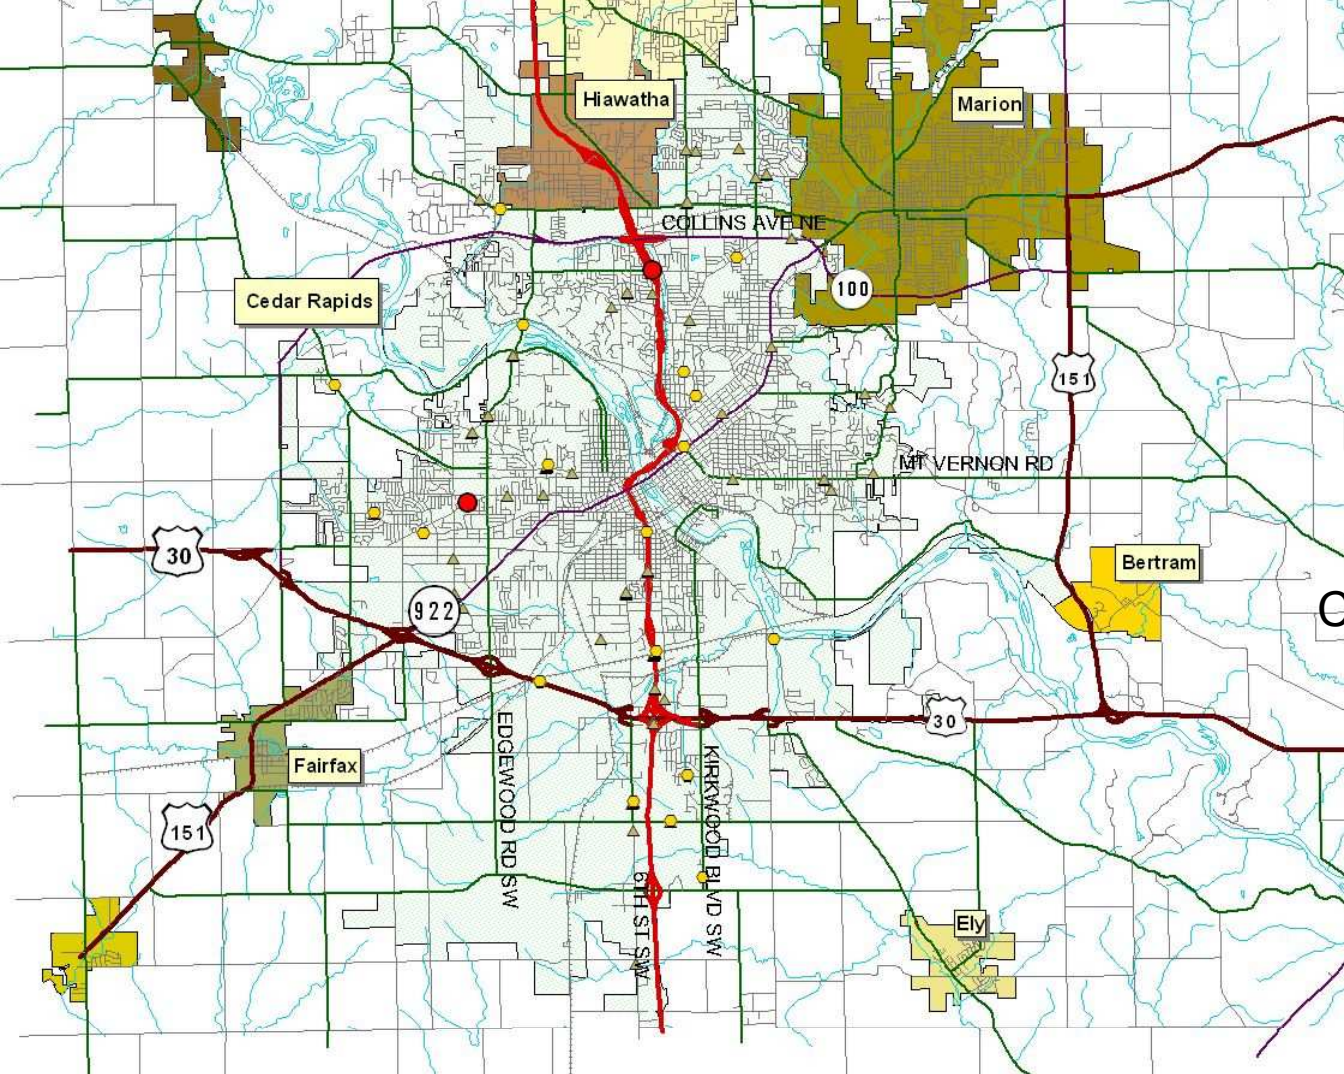 Hiawatha
Marion
COLLINS AVE NE
100
Cedar Rapids
151
MT VERNON RD
30
Bertram
922
30
EDGEWOOD RD SW
KIRKWOOD BLVD SW
Fairfax
151
6TH ST SW
Ely